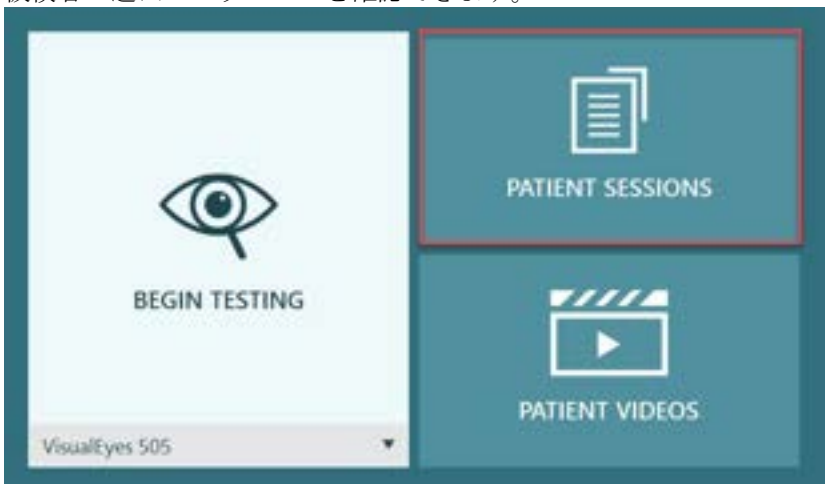 BEGIN TESTING
VisualEyes 505
PATIENT SESSIONS
PATIENT VIDEOS